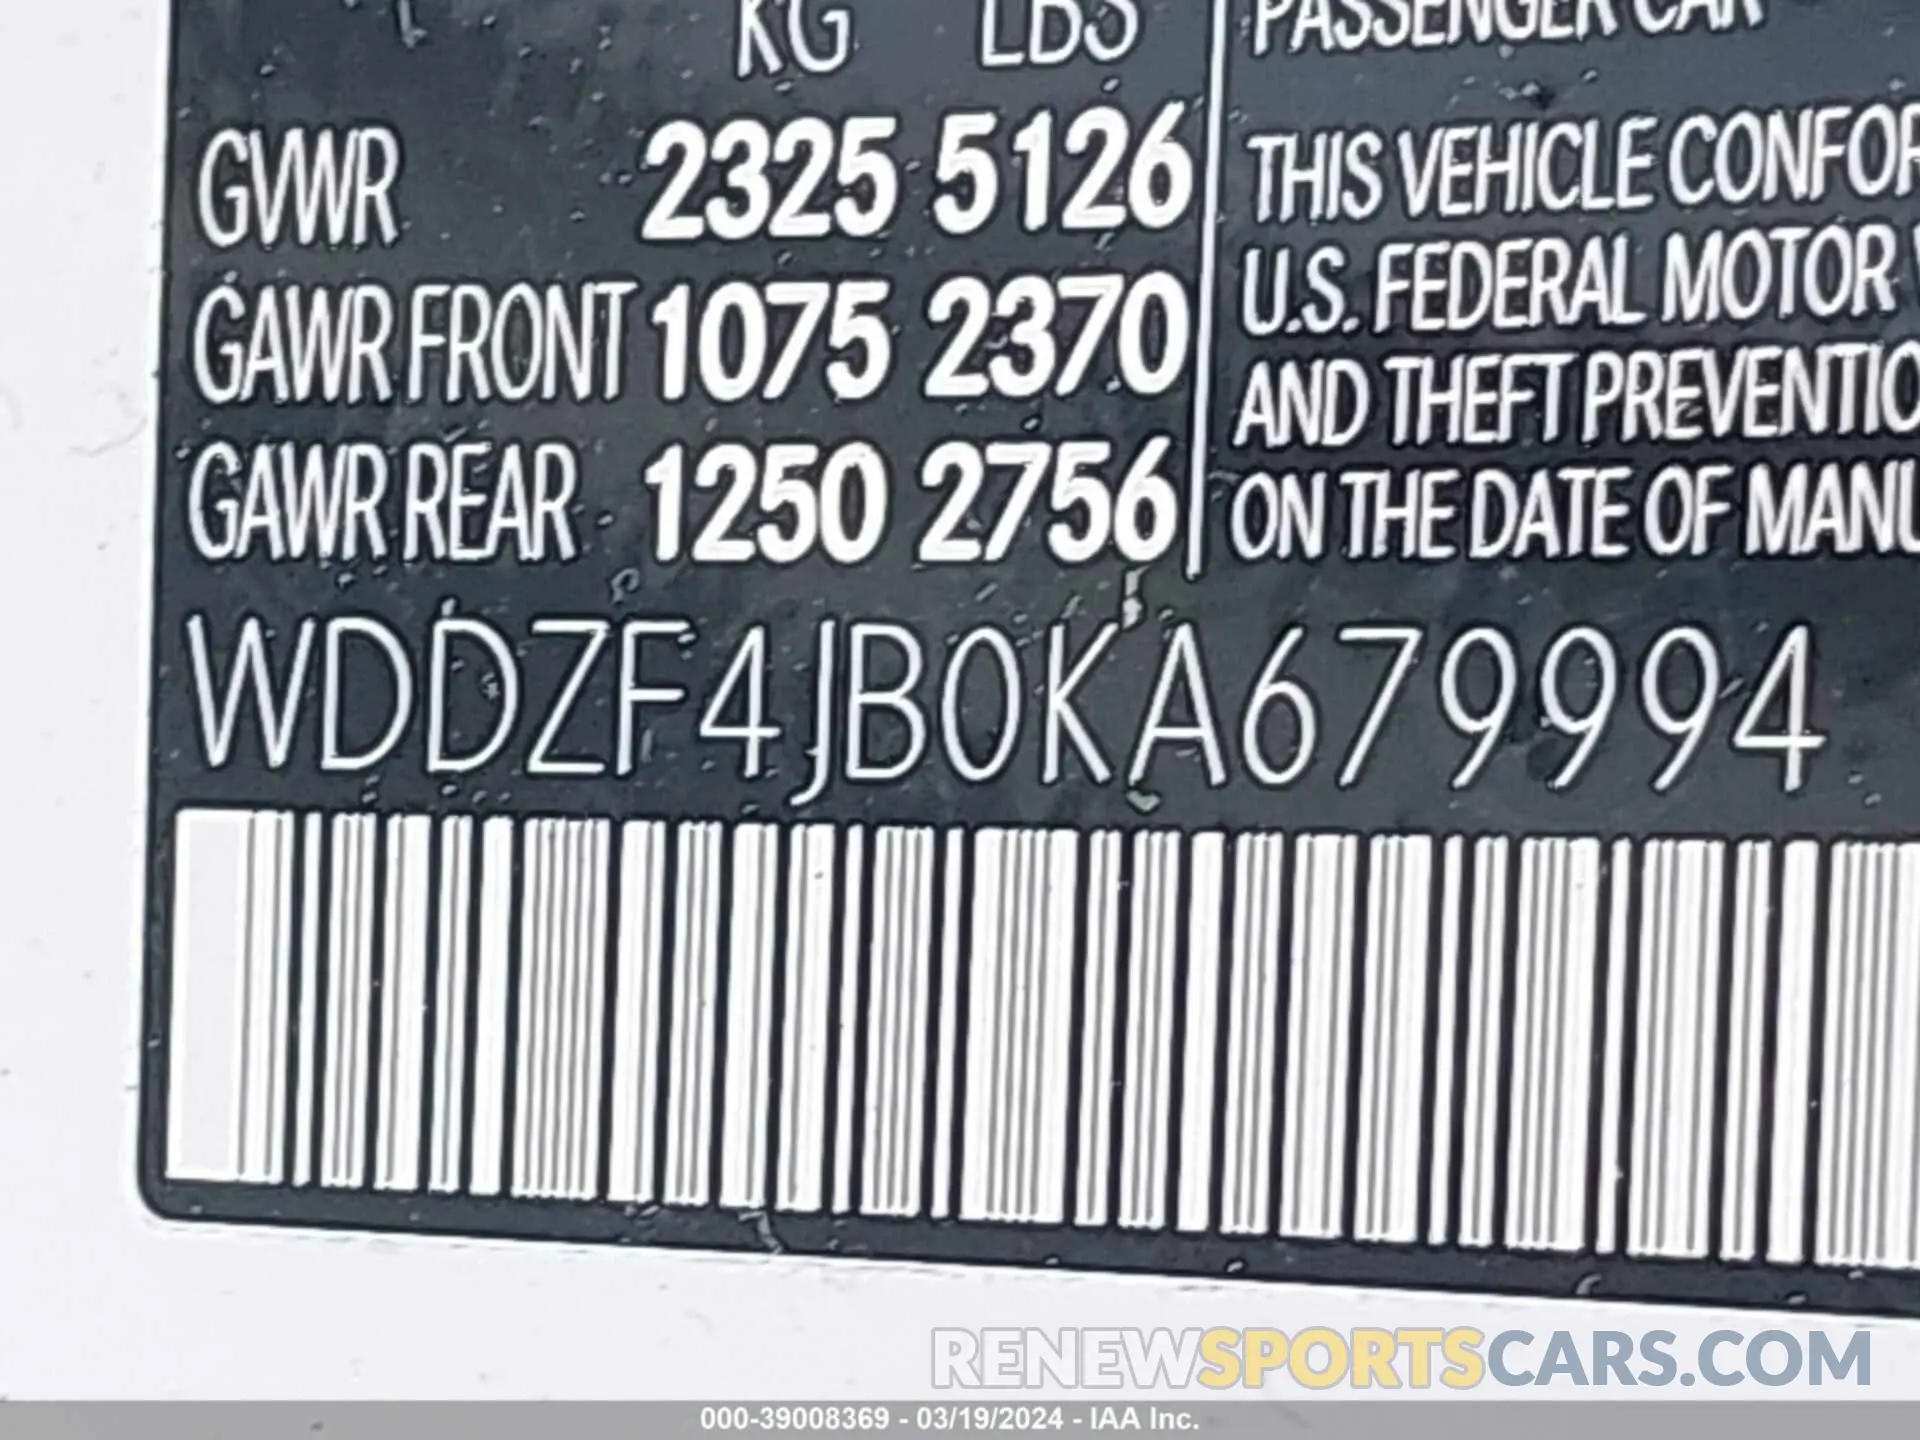 KG LBS
PASSENGER CAR
GVWR 2325 5126
GAWR FRONT 1075 2370
GAWR REAR 1250 2756
THIS VEHICLE CONFOR
U.S. FEDERAL MOTOR V
AND THEFT PREVENTIO
ON THE DATE OF MANU
WDDZF4JB0KA679994
RENEWSPORTSCARS.COM
000-39008369 - 03/19/2024 - IAA Inc.